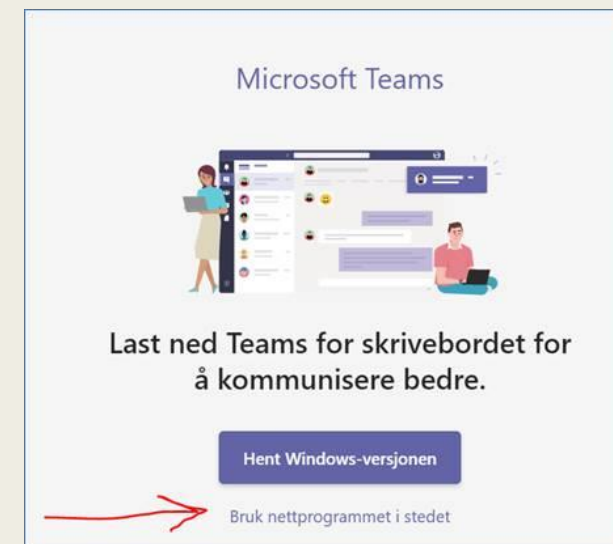 Microsoft Teams
Last ned Teams for skrivebordet for
å kommunisere bedre.
Hent Windows-versjonen
Bruk nettprogrammet i stedet